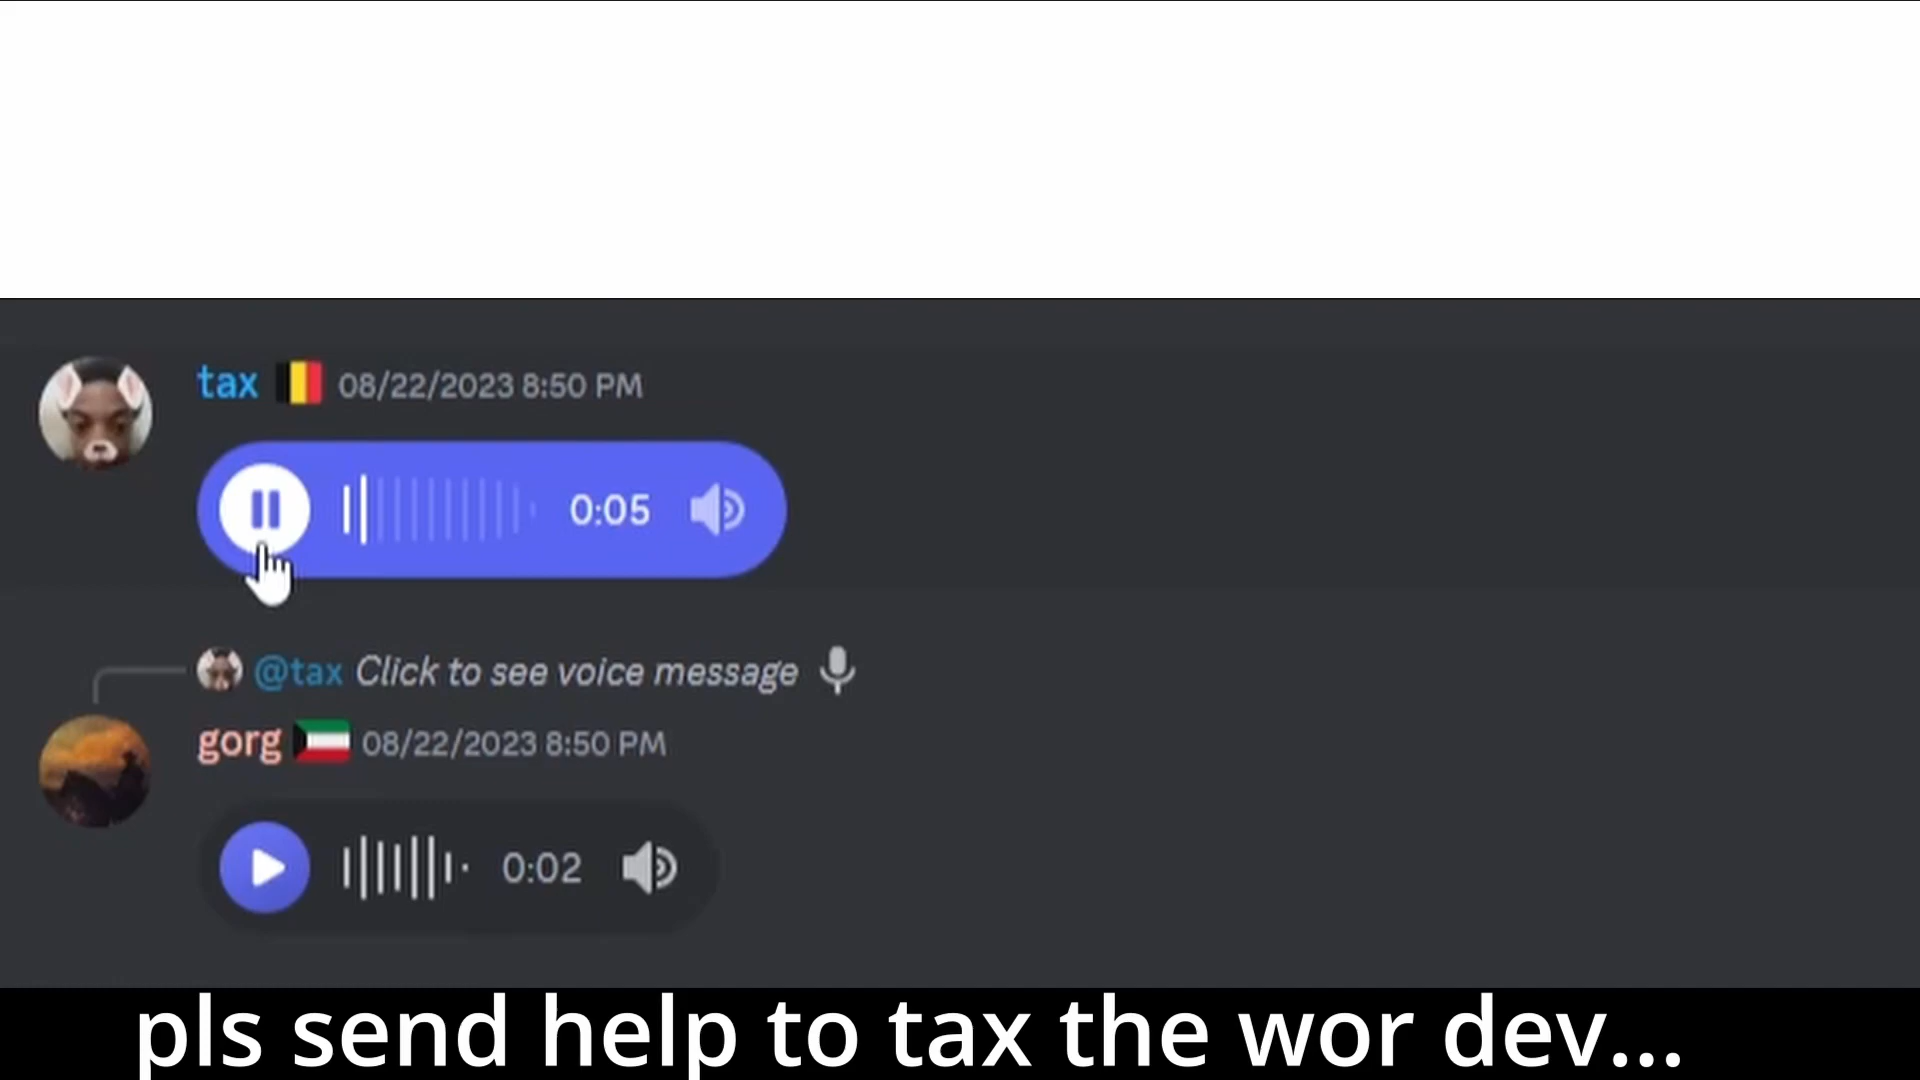 tax 08/22/2023 8:50 PM
0:05
@tax Click to see voice message
gorg 08/22/2023 8:50 PM
0:02
pls send help to tax the wor dev...